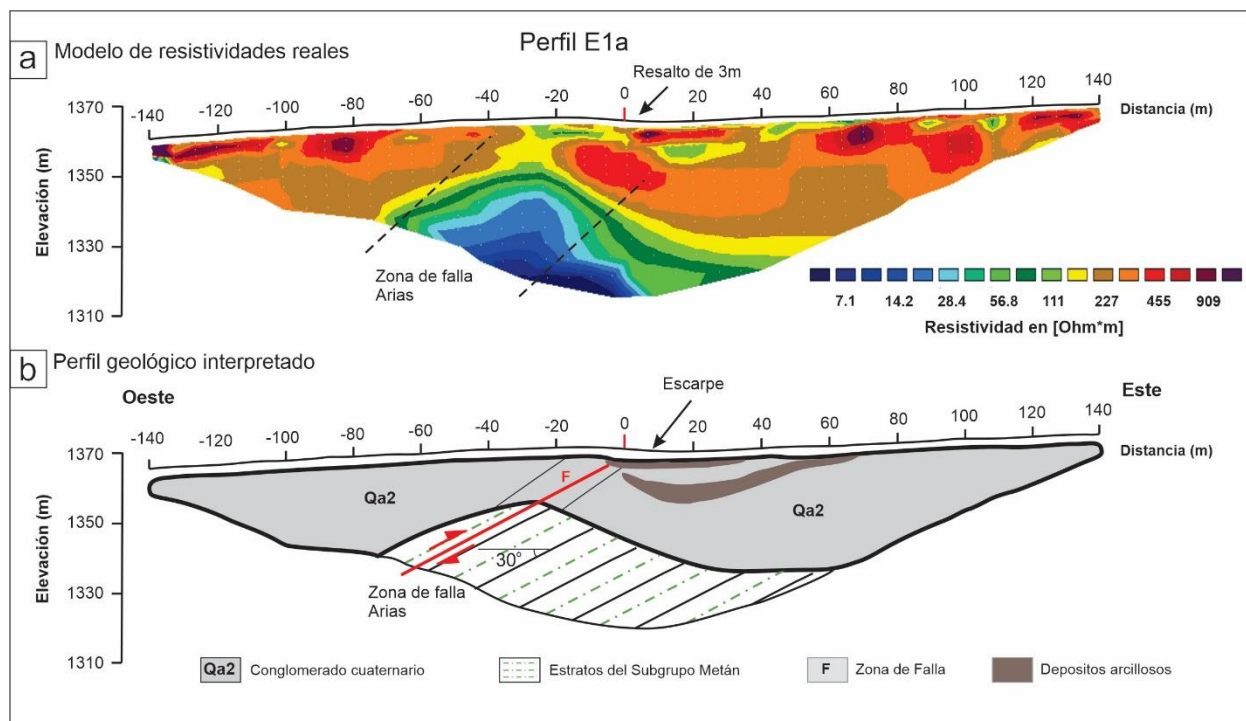 a Modelo de resistividades reales
Perfil E1a
Resalto de 3m
-140 -100 -80 -60 -40 -20 0 20 40 60 80 100 120 140
Distancia (m)
Elevación (m)
1370
1350
1330
1310
Zona de falla
Arias
7.1 14.2 28.4 56.8 111 227 455 909
Resistividad en [Ohm*m]
b Perfil geológico interpretado
Oeste
Escarpe
Este
-140 -100 -80 -60 -40 -20 0 20 40 60 80 100 120 140
Distancia (m)
Elevación (m)
1370
1350
1330
1310
Qa2
F
Qa2
30°
Zona de falla
Arias
Qa2 Conglomerado cuaternario
Estratos del Subgrupo Metán
F Zona de Falla
Depositos arcillosos